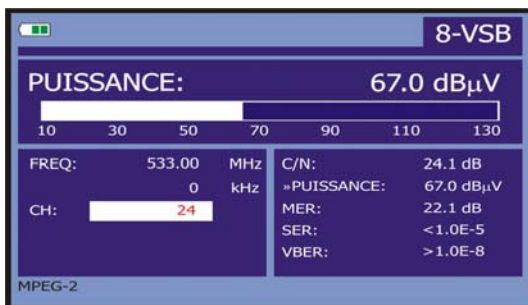 8-VSB
PUISSANCE: 67.0 dBµV
10 30 50 70 90 110 130
FREQ: 533.00 MHz
0 kHz
CH: 24
C/N: 24.1 dB
»PUISSANCE: 67.0 dBµV
MER: 22.1 dB
SER: <1.0E-5
VBER: >1.0E-8
MPEG-2